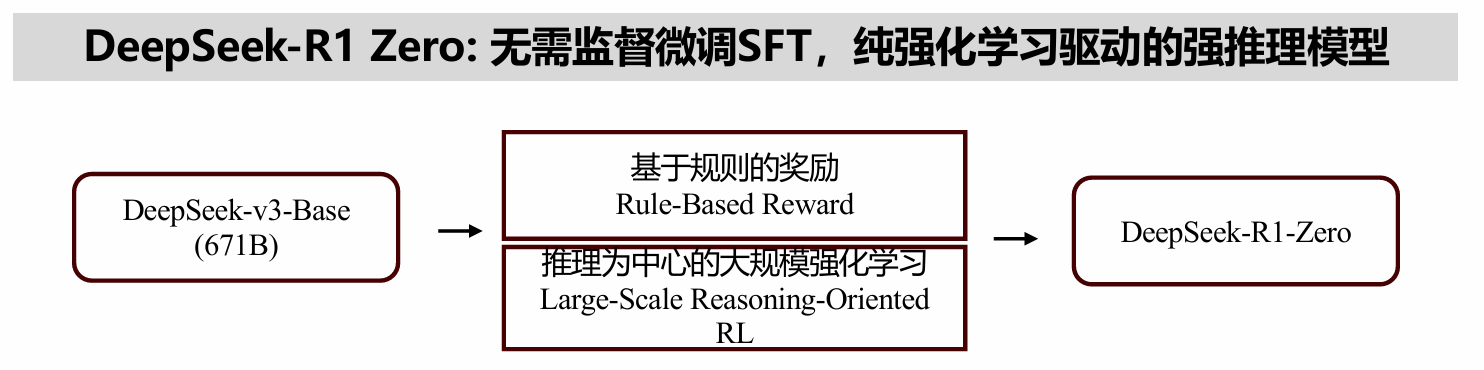 DeepSeek-R1 Zero: 无需监督微调SFT，纯强化学习驱动的强推理模型
DeepSeek-v3-Base
(671B)
基于规则的奖励
Rule-Based Reward
推理为中心的大规模强化学习
Large-Scale Reasoning-Oriented
RL
DeepSeek-R1-Zero